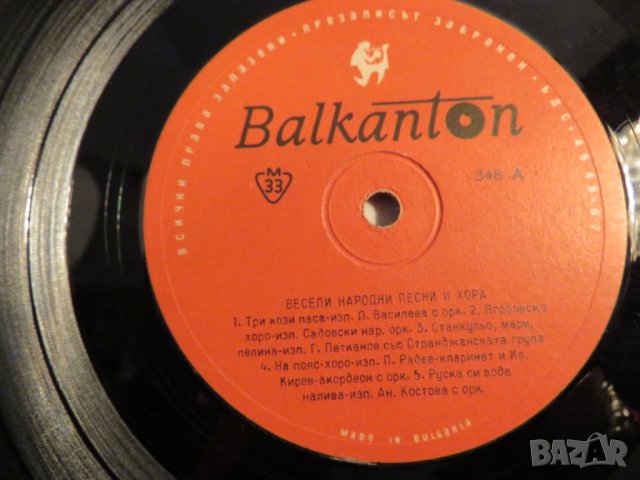 ВСИЧКИ ПРАВА ЗАПАЗЕНИ · ПРЕЗАПИСЪТ ЗАБРАНЕН · БДС
Balkanton
M
33
348 А
ВЕСЕЛИ НАРОДНИ ПЕСНИ И ХОРА
1. Три кози паса-изп. Л. Василева с орк. 2. Ягодовско
хоро-изп. Садовски нар. орк. 3. Станкульо, мари,
лелина-изп. Г. Петканов със Странджанската група
4. На пояс-хоро-изп. П. Радев-кларинет и Ив.
Кирев-акордеон с орк. 5. Руска си вода
налива-изп. Ан. Костова с орк.
MADE IN BULGARIA
BAZAR